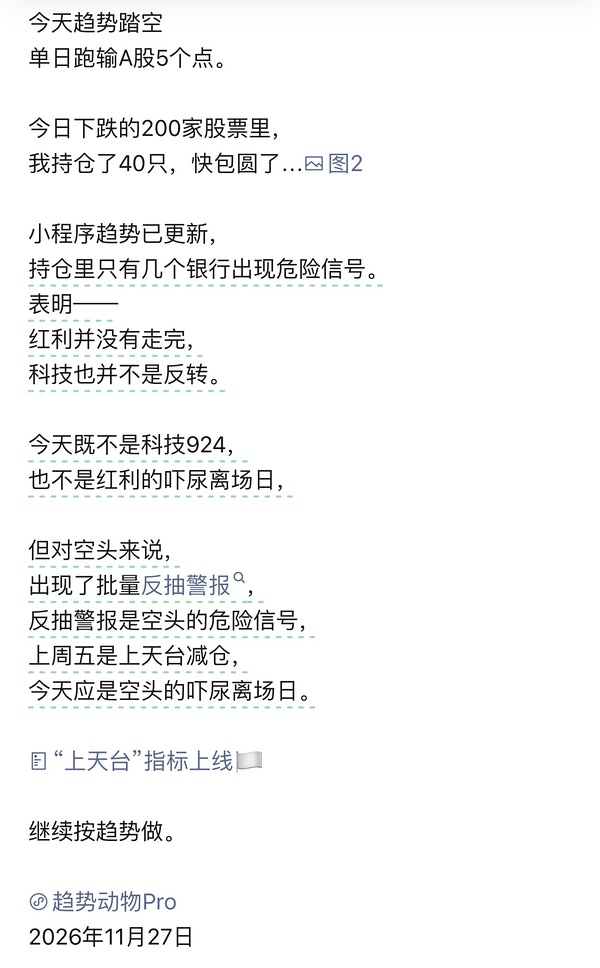 今天趋势踏空
单日跑输A股5个点。
今日下跌的200家股票里，
我持仓了40只，快包圆了...图2
小程序趋势已更新，
持仓里只有几个银行出现危险信号。
表明——
红利并没有走完，
科技也并不是反转。
今天既不是科技924，
也不是红利的吓尿离场日，
但对空头来说，
出现了批量反抽警报，
反抽警报是空头的危险信号，
上周五是上天台减仓，
今天应是空头的吓尿离场日。
“上天台”指标上线🏳️
继续按趋势做。
趋势动物Pro
2026年11月27日